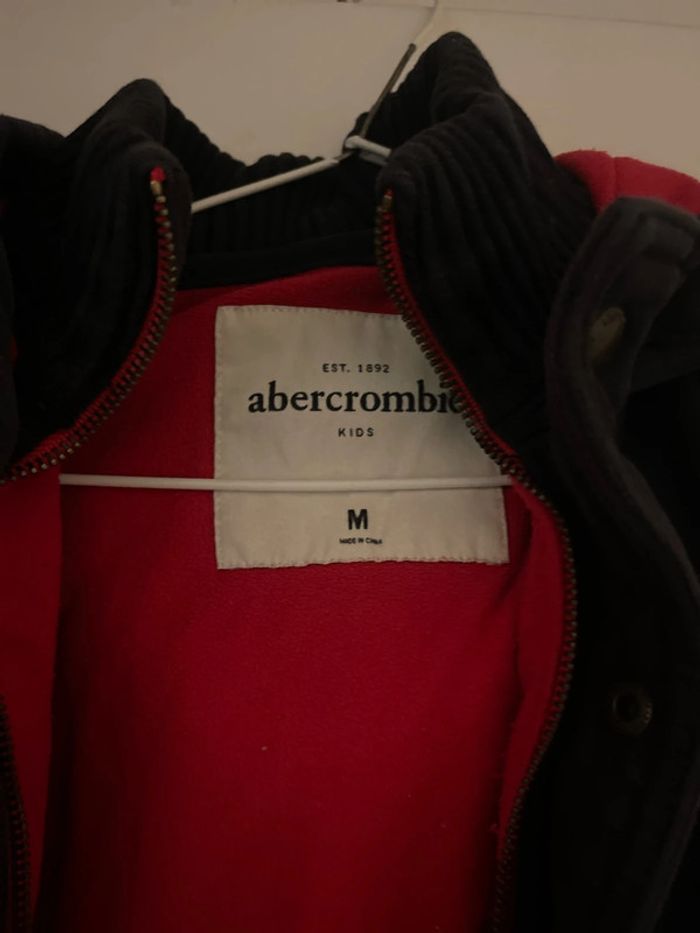 EST. 1892
abercrombie
KIDS
M
MADE IN CHINA